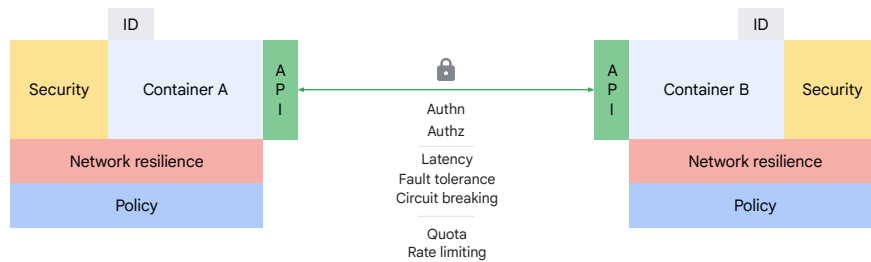 ID
Security
Container A
A
P
I
Network resilience
Policy
Authn
Authz
Latency
Fault tolerance
Circuit breaking
Quota
Rate limiting
ID
A
P
I
Container B
Security
Network resilience
Policy